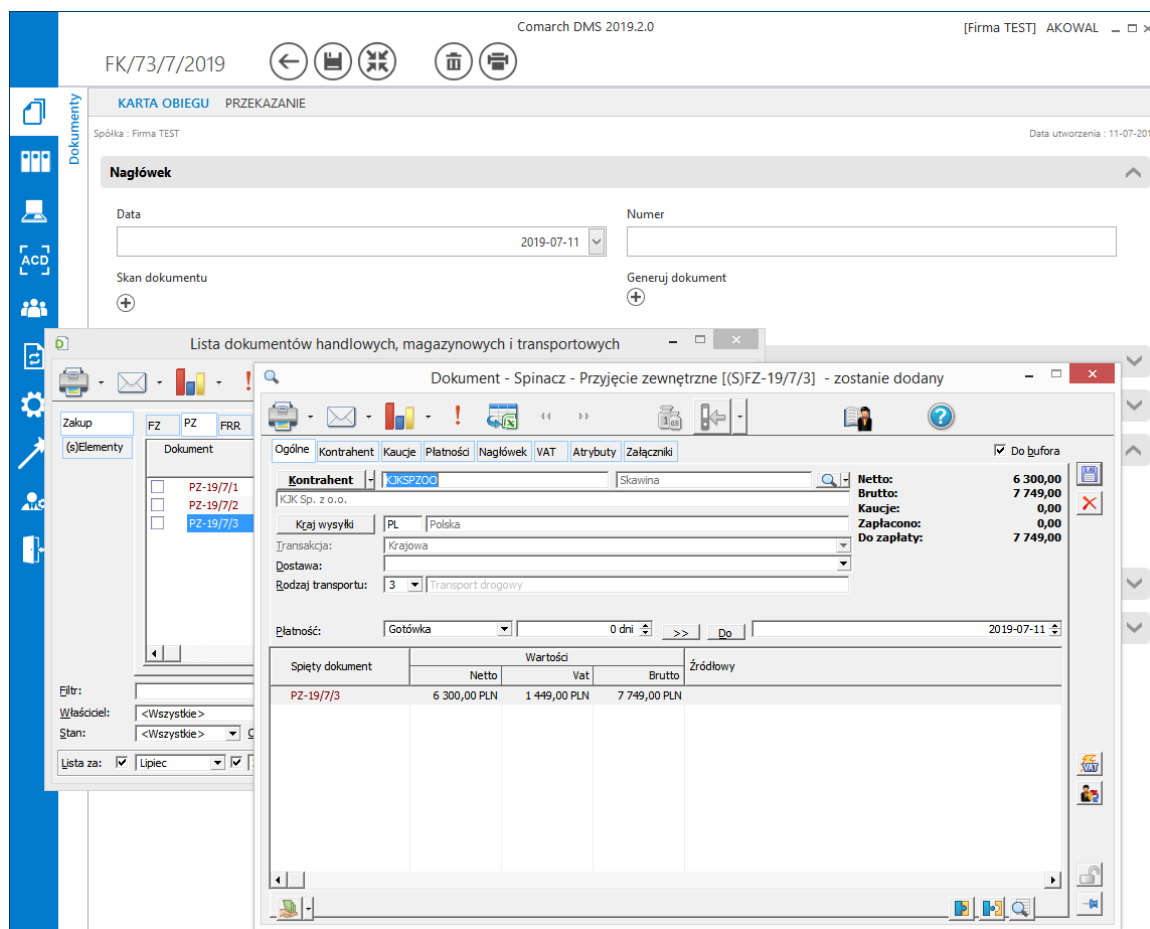 Comarch DMS 2019.2.0
[Firma TEST] AKOWAL
FK/73/7/2019
Dokumenty
KARTA OBIEGU PRZEKAZANIE
Spółka : Firma TEST
Data utworzenia : 11-07-201
Nagłówek
Data
Numer
2019-07-11
Skan dokumentu
Generuj dokument
ACD
Lista dokumentów handlowych, magazynowych i transportowych
Zakup
(s)Elementy
FZ PZ FRR
Dokument
PZ-19/7/1
PZ-19/7/2
PZ-19/7/3
Filtr:
Właściciel: <Wszystkie>
Stan: <Wszystkie>
Lista za: Lipiec
Dokument - Spinacz - Przyjęcie zewnętrzne [(S)FZ-19/7/3] - zostanie dodany
Ogólne Kontrahent Kaucje Płatności Nagłówek VAT Atrybuty Załączniki
Do bufora
Kontrahent KJKSPZOO Skawina
KJK Sp. z o.o.
Kraj wysyłki PL Polska
Transakcja: Krajowa
Dostawa:
Rodzaj transportu: 3 Transport drogowy
Netto: 6 300,00
Brutto: 7 749,00
Kaucje: 0,00
Zapłacono: 0,00
Do zapłaty: 7 749,00
Płatność: Gotówka 0 dni >> Do 2019-07-11
Spięty dokument Wartości Źródłowy
Netto Vat Brutto
PZ-19/7/3 6 300,00 PLN 1 449,00 PLN 7 749,00 PLN
VAT